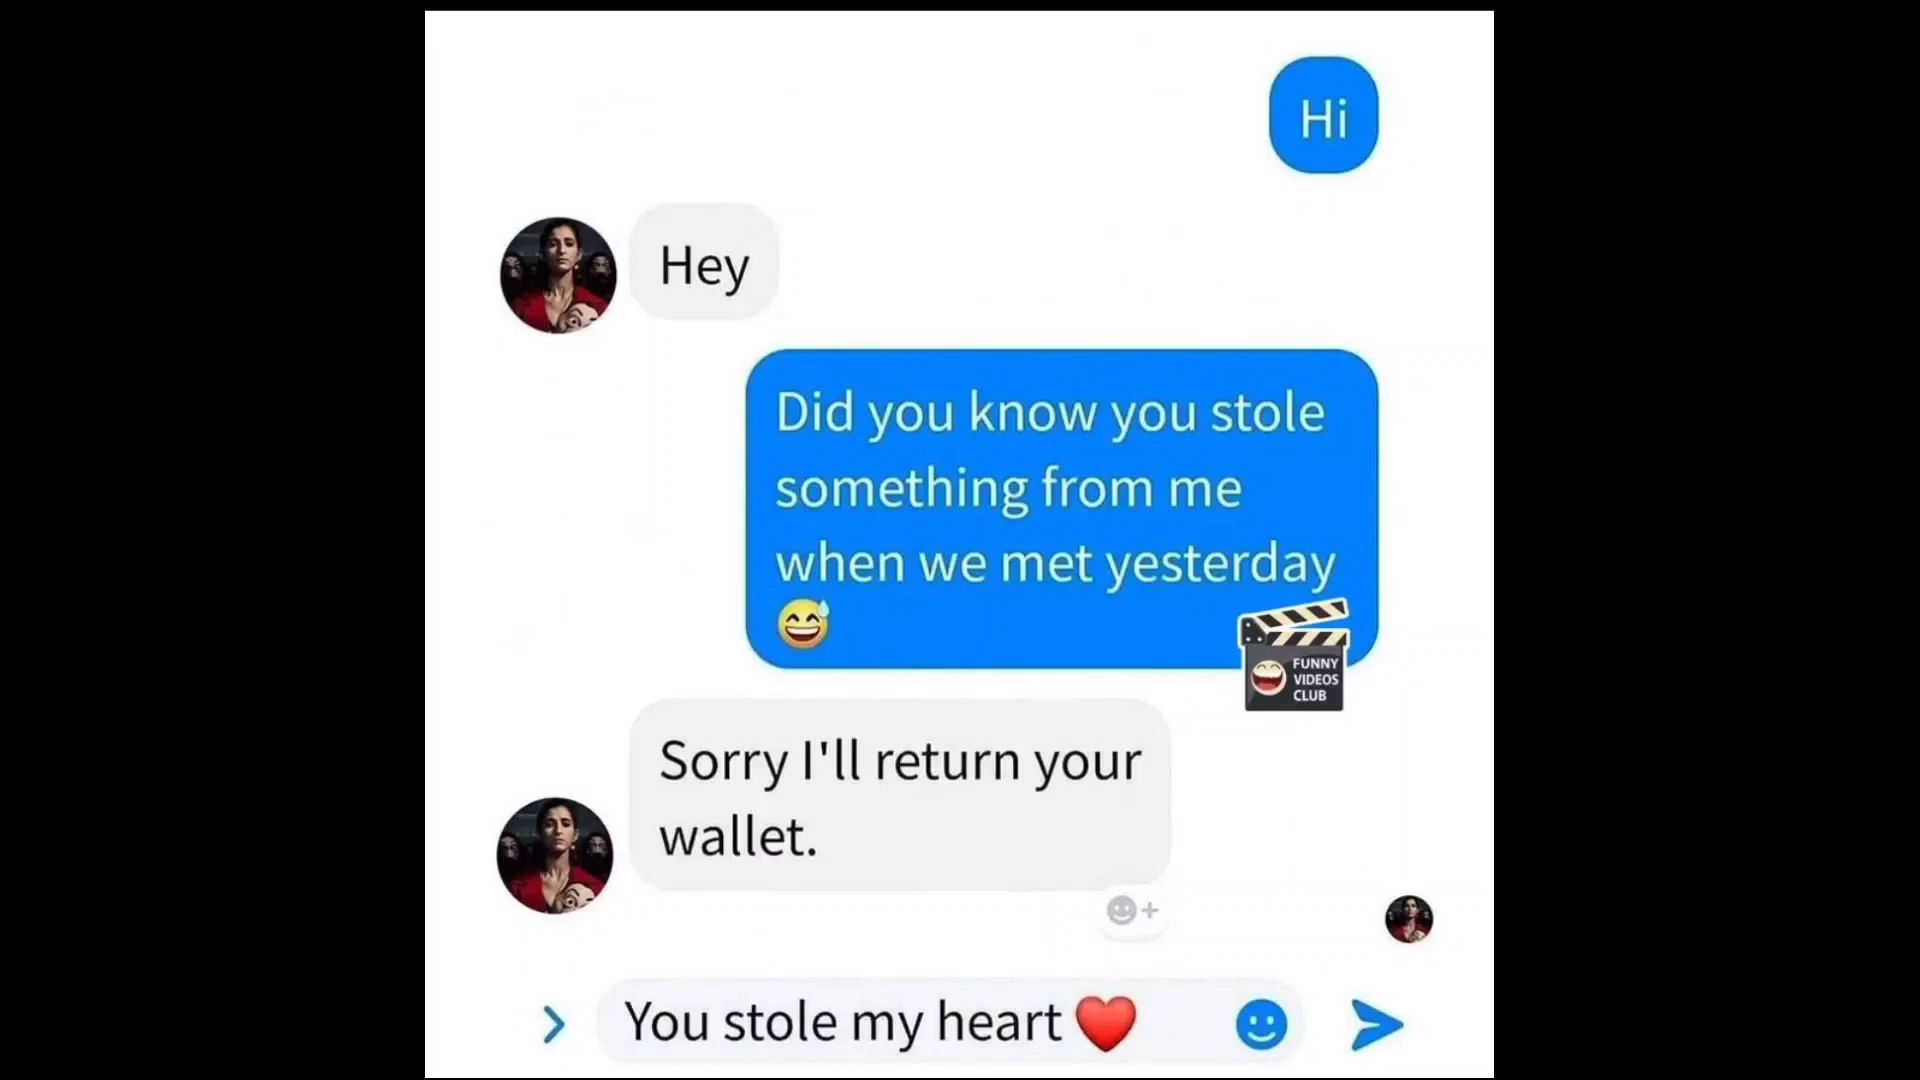 Hi
Hey
Did you know you stole
something from me
when we met yesterday
😅
FUNNY
VIDEOS
CLUB
Sorry I'll return your
wallet.
You stole my heart ❤️